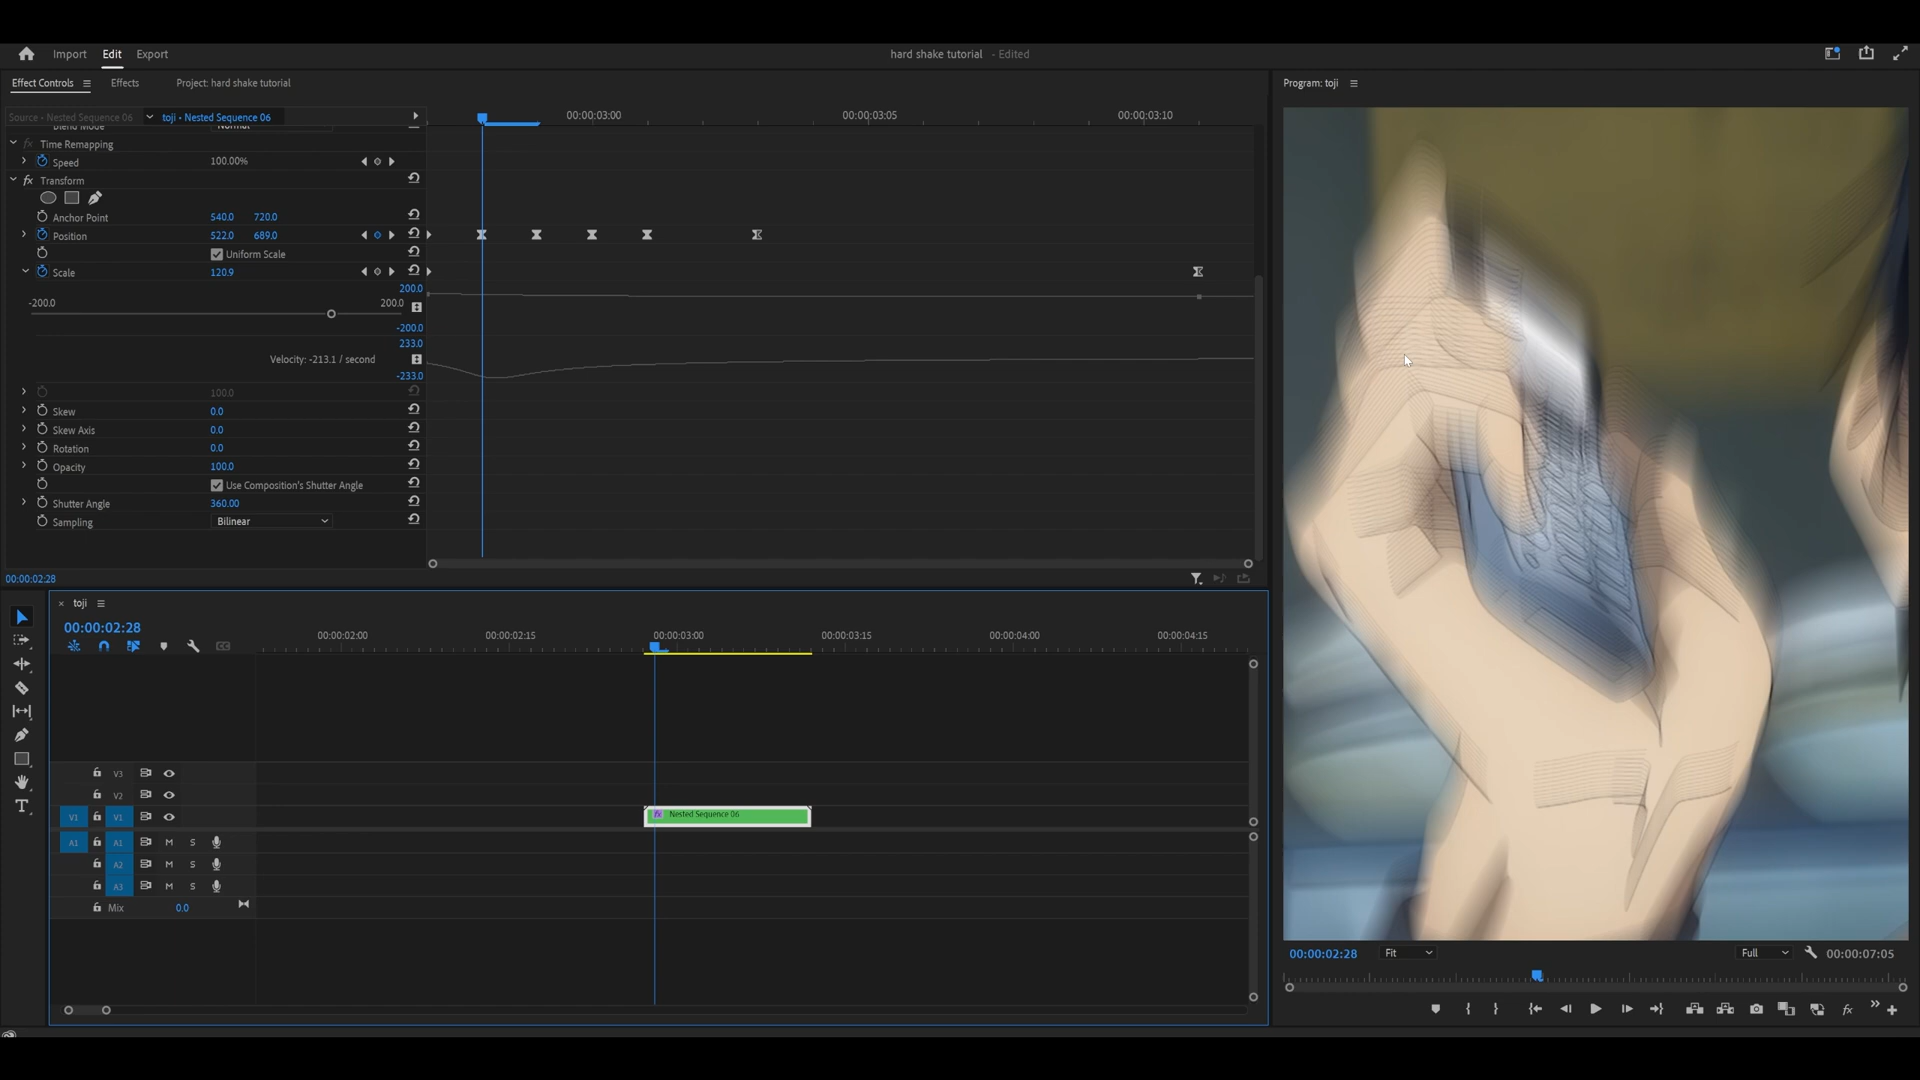 Import Edit Export
hard shake tutorial - Edited
Effect Controls Effects Project: hard shake tutorial
Source • Nested Sequence 06 toji • Nested Sequence 06
00:00:03:00 00:00:03:05 00:00:03:10
Blend Mode Normal
Time Remapping
Speed 100.00%
fx Transform
Anchor Point 540.0 720.0
Position 522.0 689.0
Uniform Scale
Scale 120.9
200.0
-200.0 200.0
-200.0
233.0
Velocity: -213.1 / second
-233.0
100.0
Skew 0.0
Skew Axis 0.0
Rotation 0.0
Opacity 100.0
Use Composition's Shutter Angle
Shutter Angle 360.00
Sampling Bilinear
00:00:02:28
toji
00:00:02:28
00:00:02:00 00:00:02:15 00:00:03:00 00:00:03:15 00:00:04:00 00:00:04:15
V3
V2
V1 V1
fx Nested Sequence 06
A1 A1 M S
A2 M S
A3 M S
Mix 0.0
Program: toji
00:00:02:28 Fit Full 00:00:07:05
fx